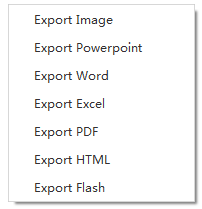 Export Image
Export Powerpoint
Export Word
Export Excel
Export PDF
Export HTML
Export Flash